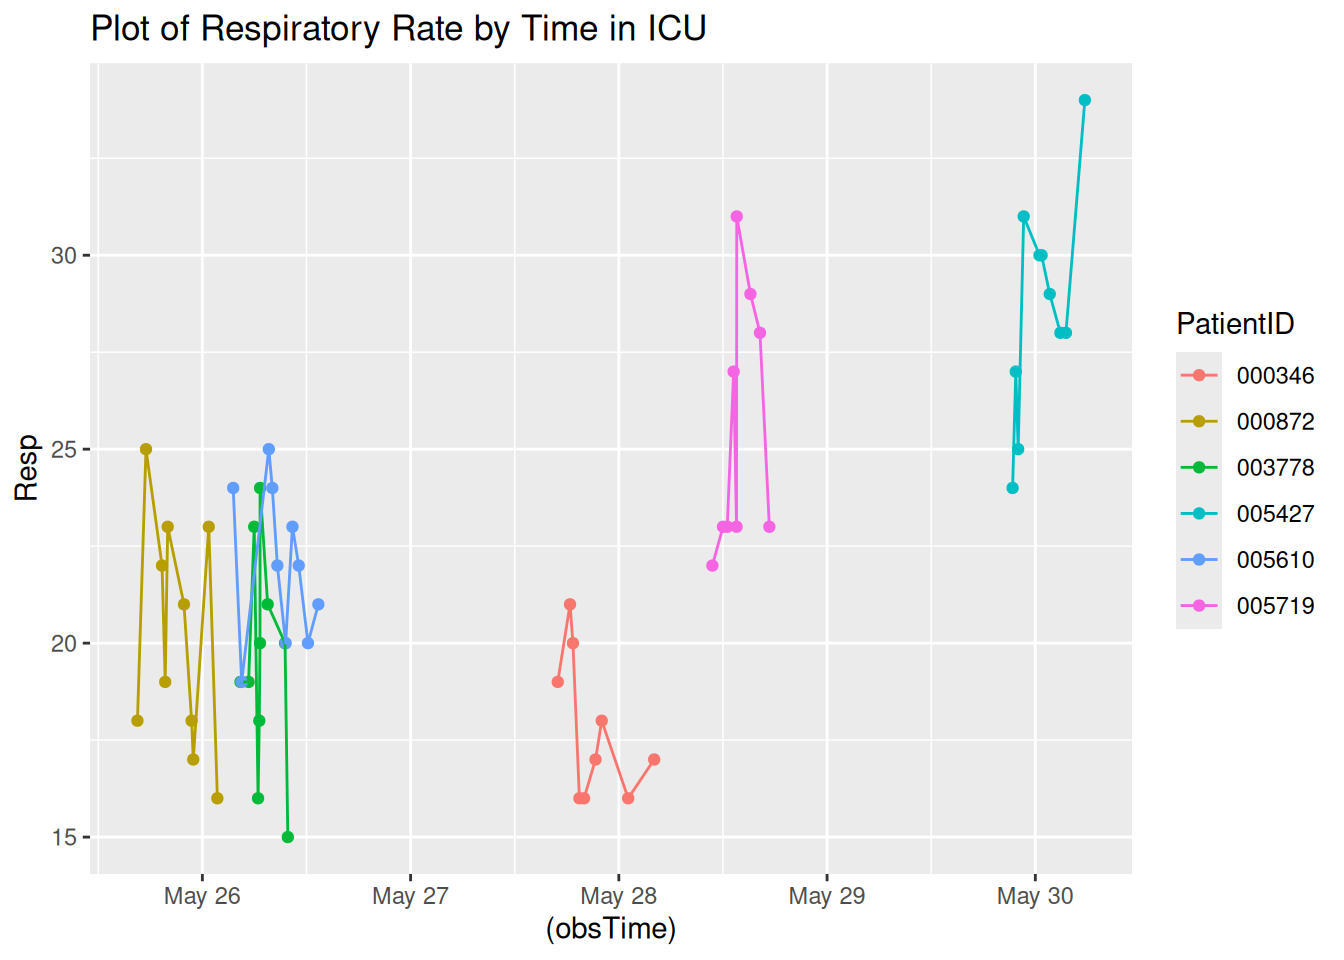 Plot of Respiratory Rate by Time in ICU
Resp
30
25
20
15
May 26
May 27
May 28
May 29
May 30
(obsTime)
PatientID
000346
000872
003778
005427
005610
005719